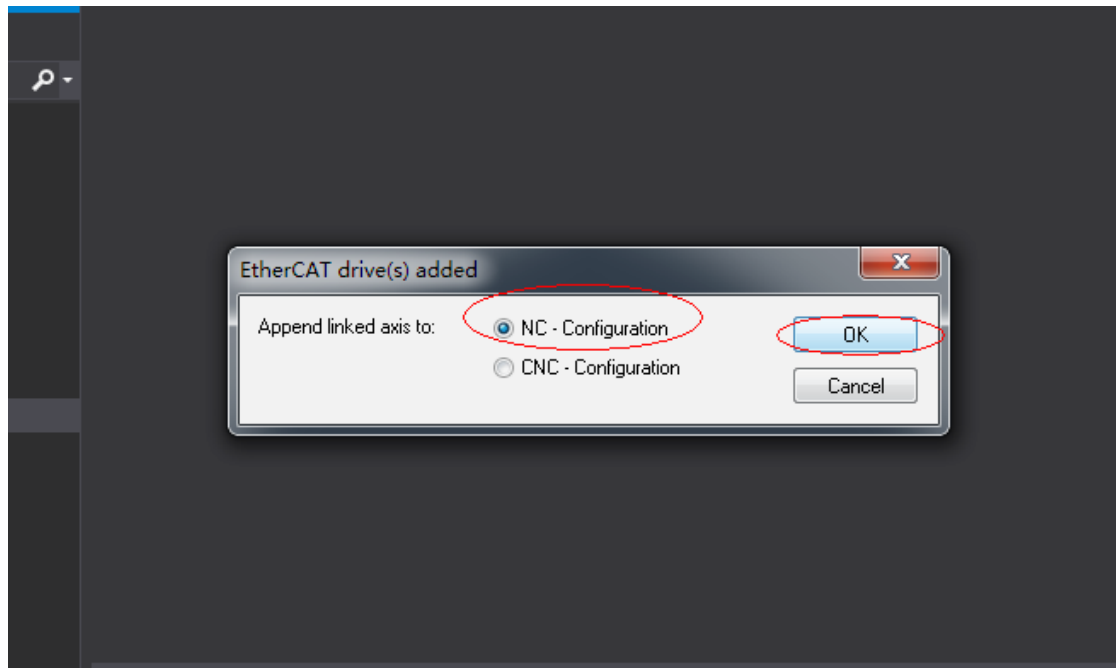 EtherCAT drive(s) added
Append linked axis to:
NC - Configuration
OK
CNC - Configuration
Cancel